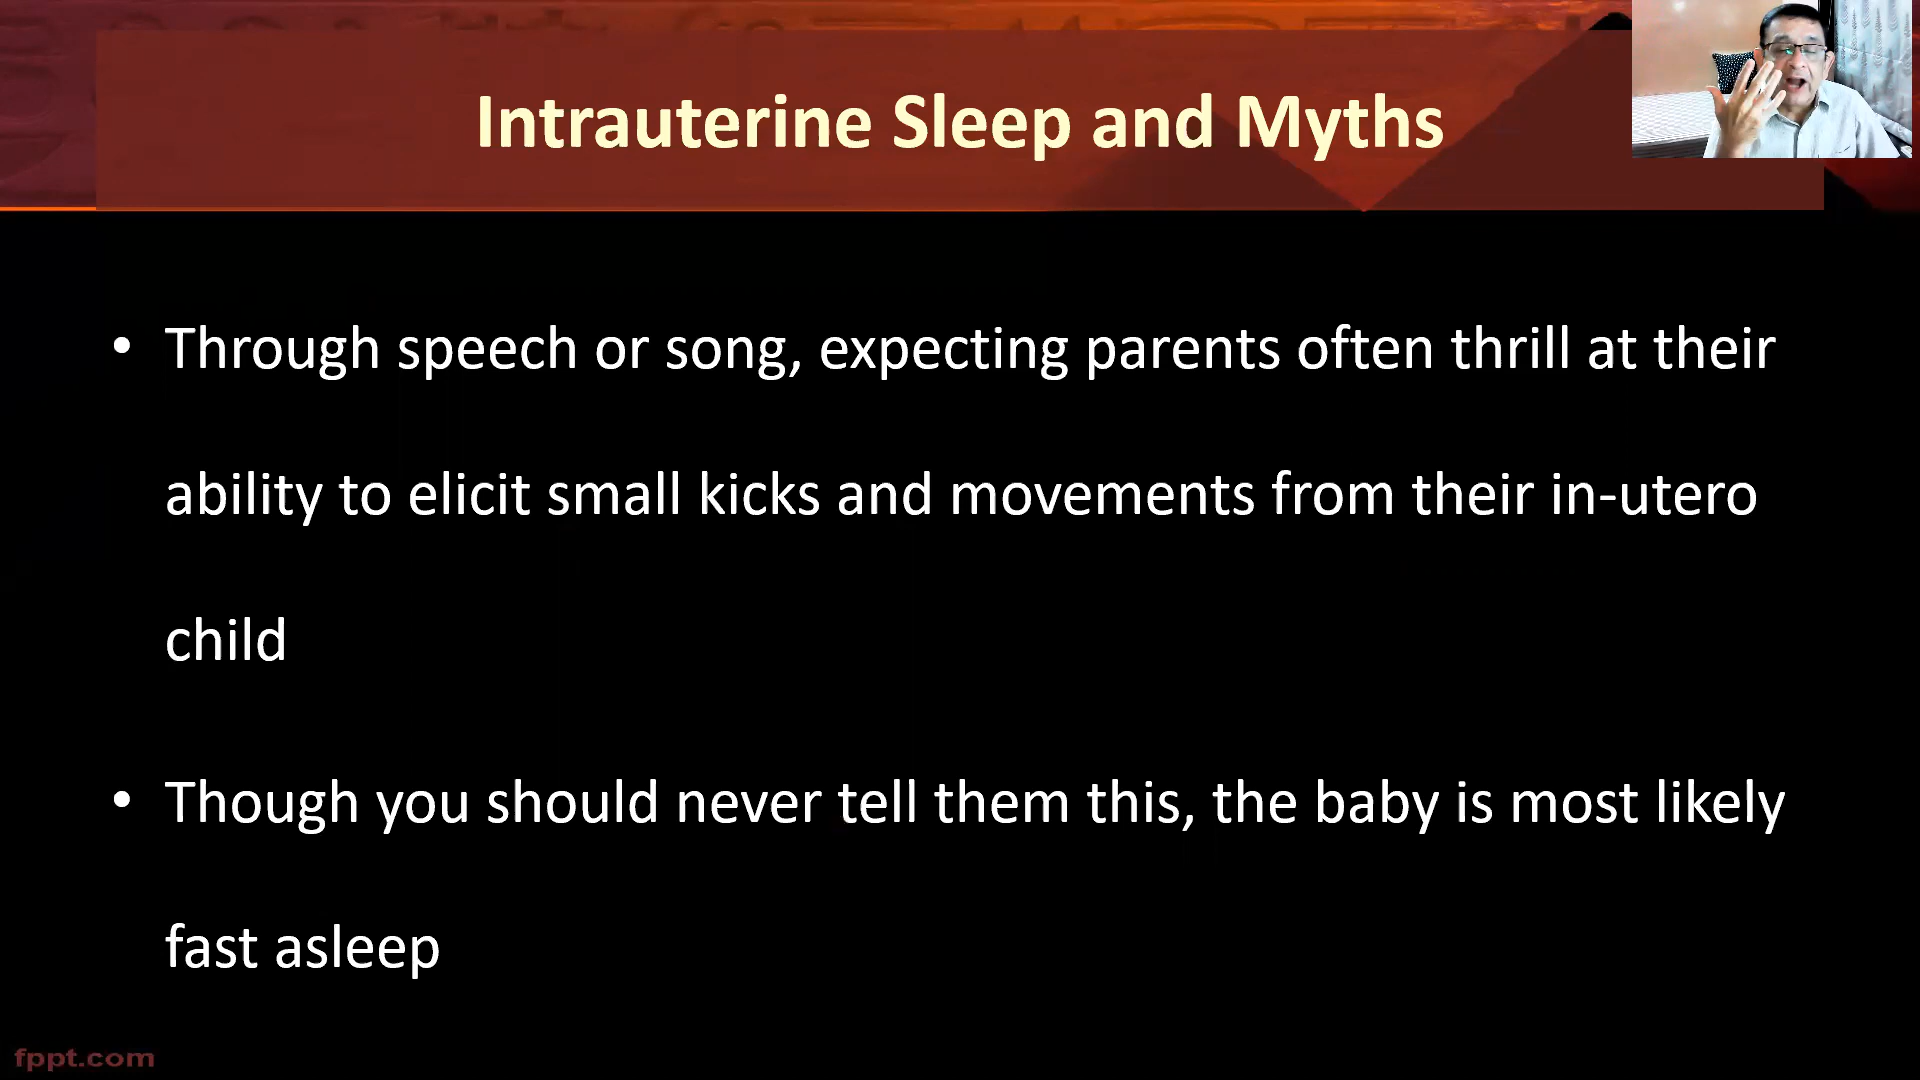 Intrauterine Sleep and Myths
• Through speech or song, expecting parents often thrill at their
ability to elicit small kicks and movements from their in-utero
child
• Though you should never tell them this, the baby is most likely
fast asleep
fppt.com